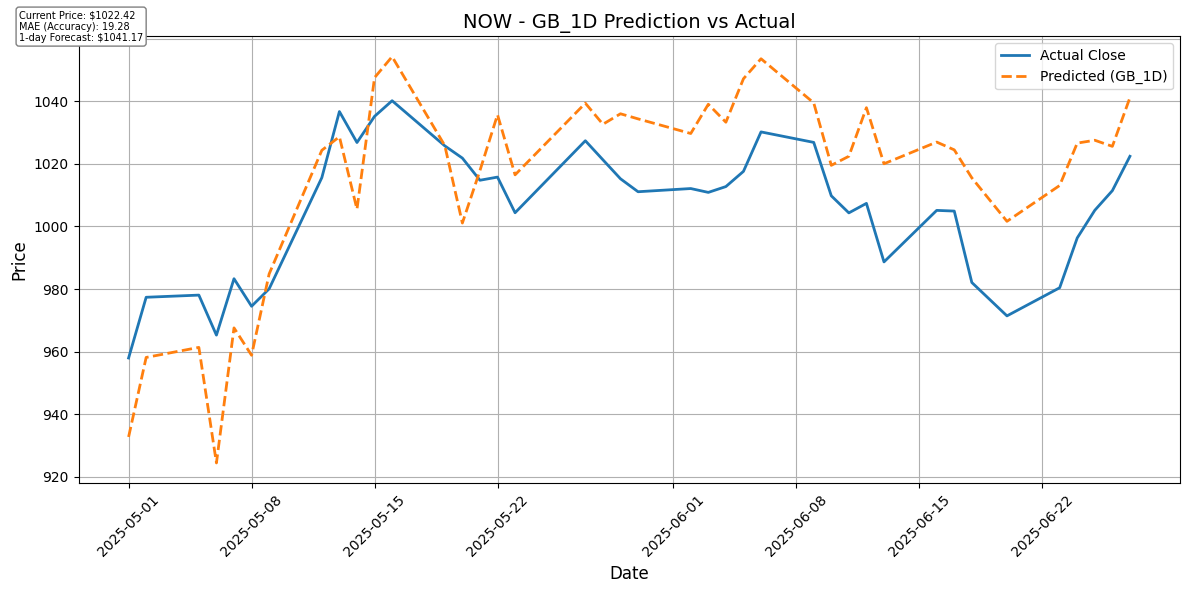 NOW - GB_1D Prediction vs Actual
Current Price: $1022.42
MAE (Accuracy): 19.28
1-day Forecast: $1041.17
Actual Close
Predicted (GB_1D)
Price
1040
1020
1000
980
960
940
920
2025-05-01
2025-05-08
2025-05-15
2025-05-22
2025-06-01
2025-06-08
2025-06-15
2025-06-22
Date